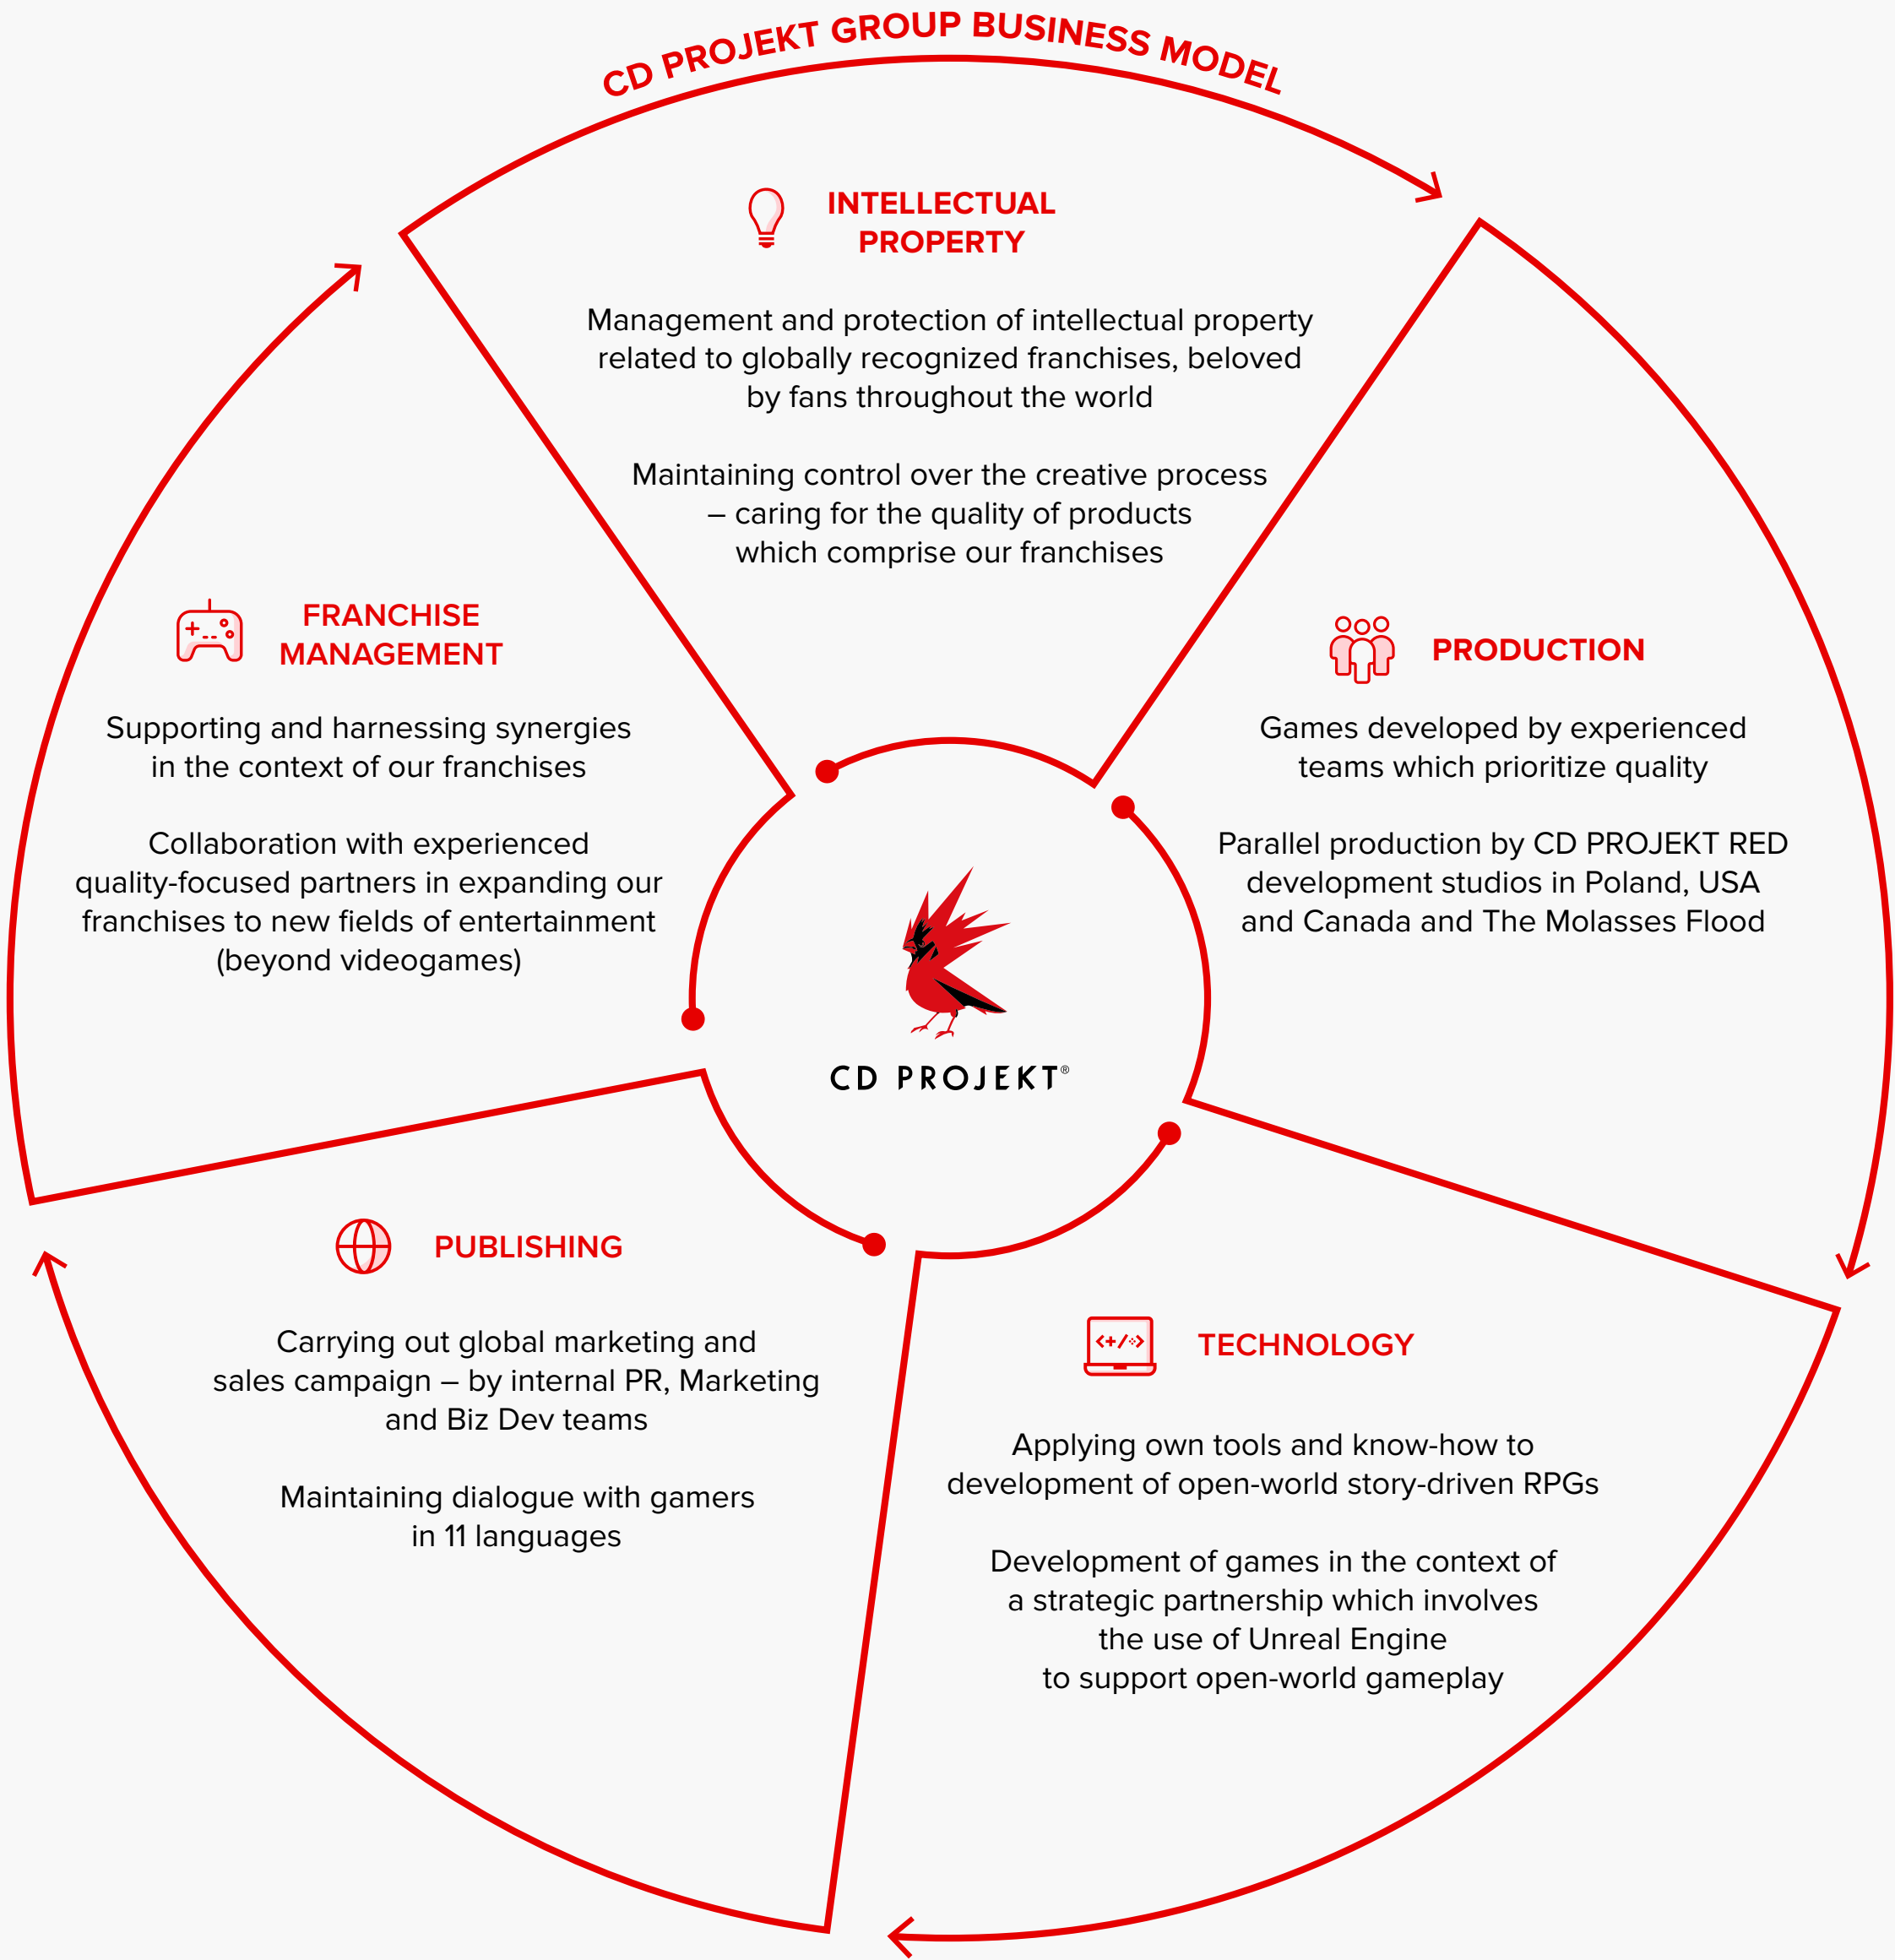 CD PROJEKT GROUP BUSINESS MODEL
INTELLECTUAL
PROPERTY
Management and protection of intellectual property
related to globally recognized franchises, beloved
by fans throughout the world
Maintaining control over the creative process
– caring for the quality of products
which comprise our franchises
PRODUCTION
Games developed by experienced
teams which prioritize quality
Parallel production by CD PROJEKT RED
development studios in Poland, USA
and Canada and The Molasses Flood
TECHNOLOGY
Applying own tools and know-how to
development of open-world story-driven RPGs
Development of games in the context of
a strategic partnership which involves
the use of Unreal Engine
to support open-world gameplay
PUBLISHING
Carrying out global marketing and
sales campaign – by internal PR, Marketing
and Biz Dev teams
Maintaining dialogue with gamers
in 11 languages
FRANCHISE
MANAGEMENT
Supporting and harnessing synergies
in the context of our franchises
Collaboration with experienced
quality-focused partners in expanding our
franchises to new fields of entertainment
(beyond videogames)
CD PROJEKT®